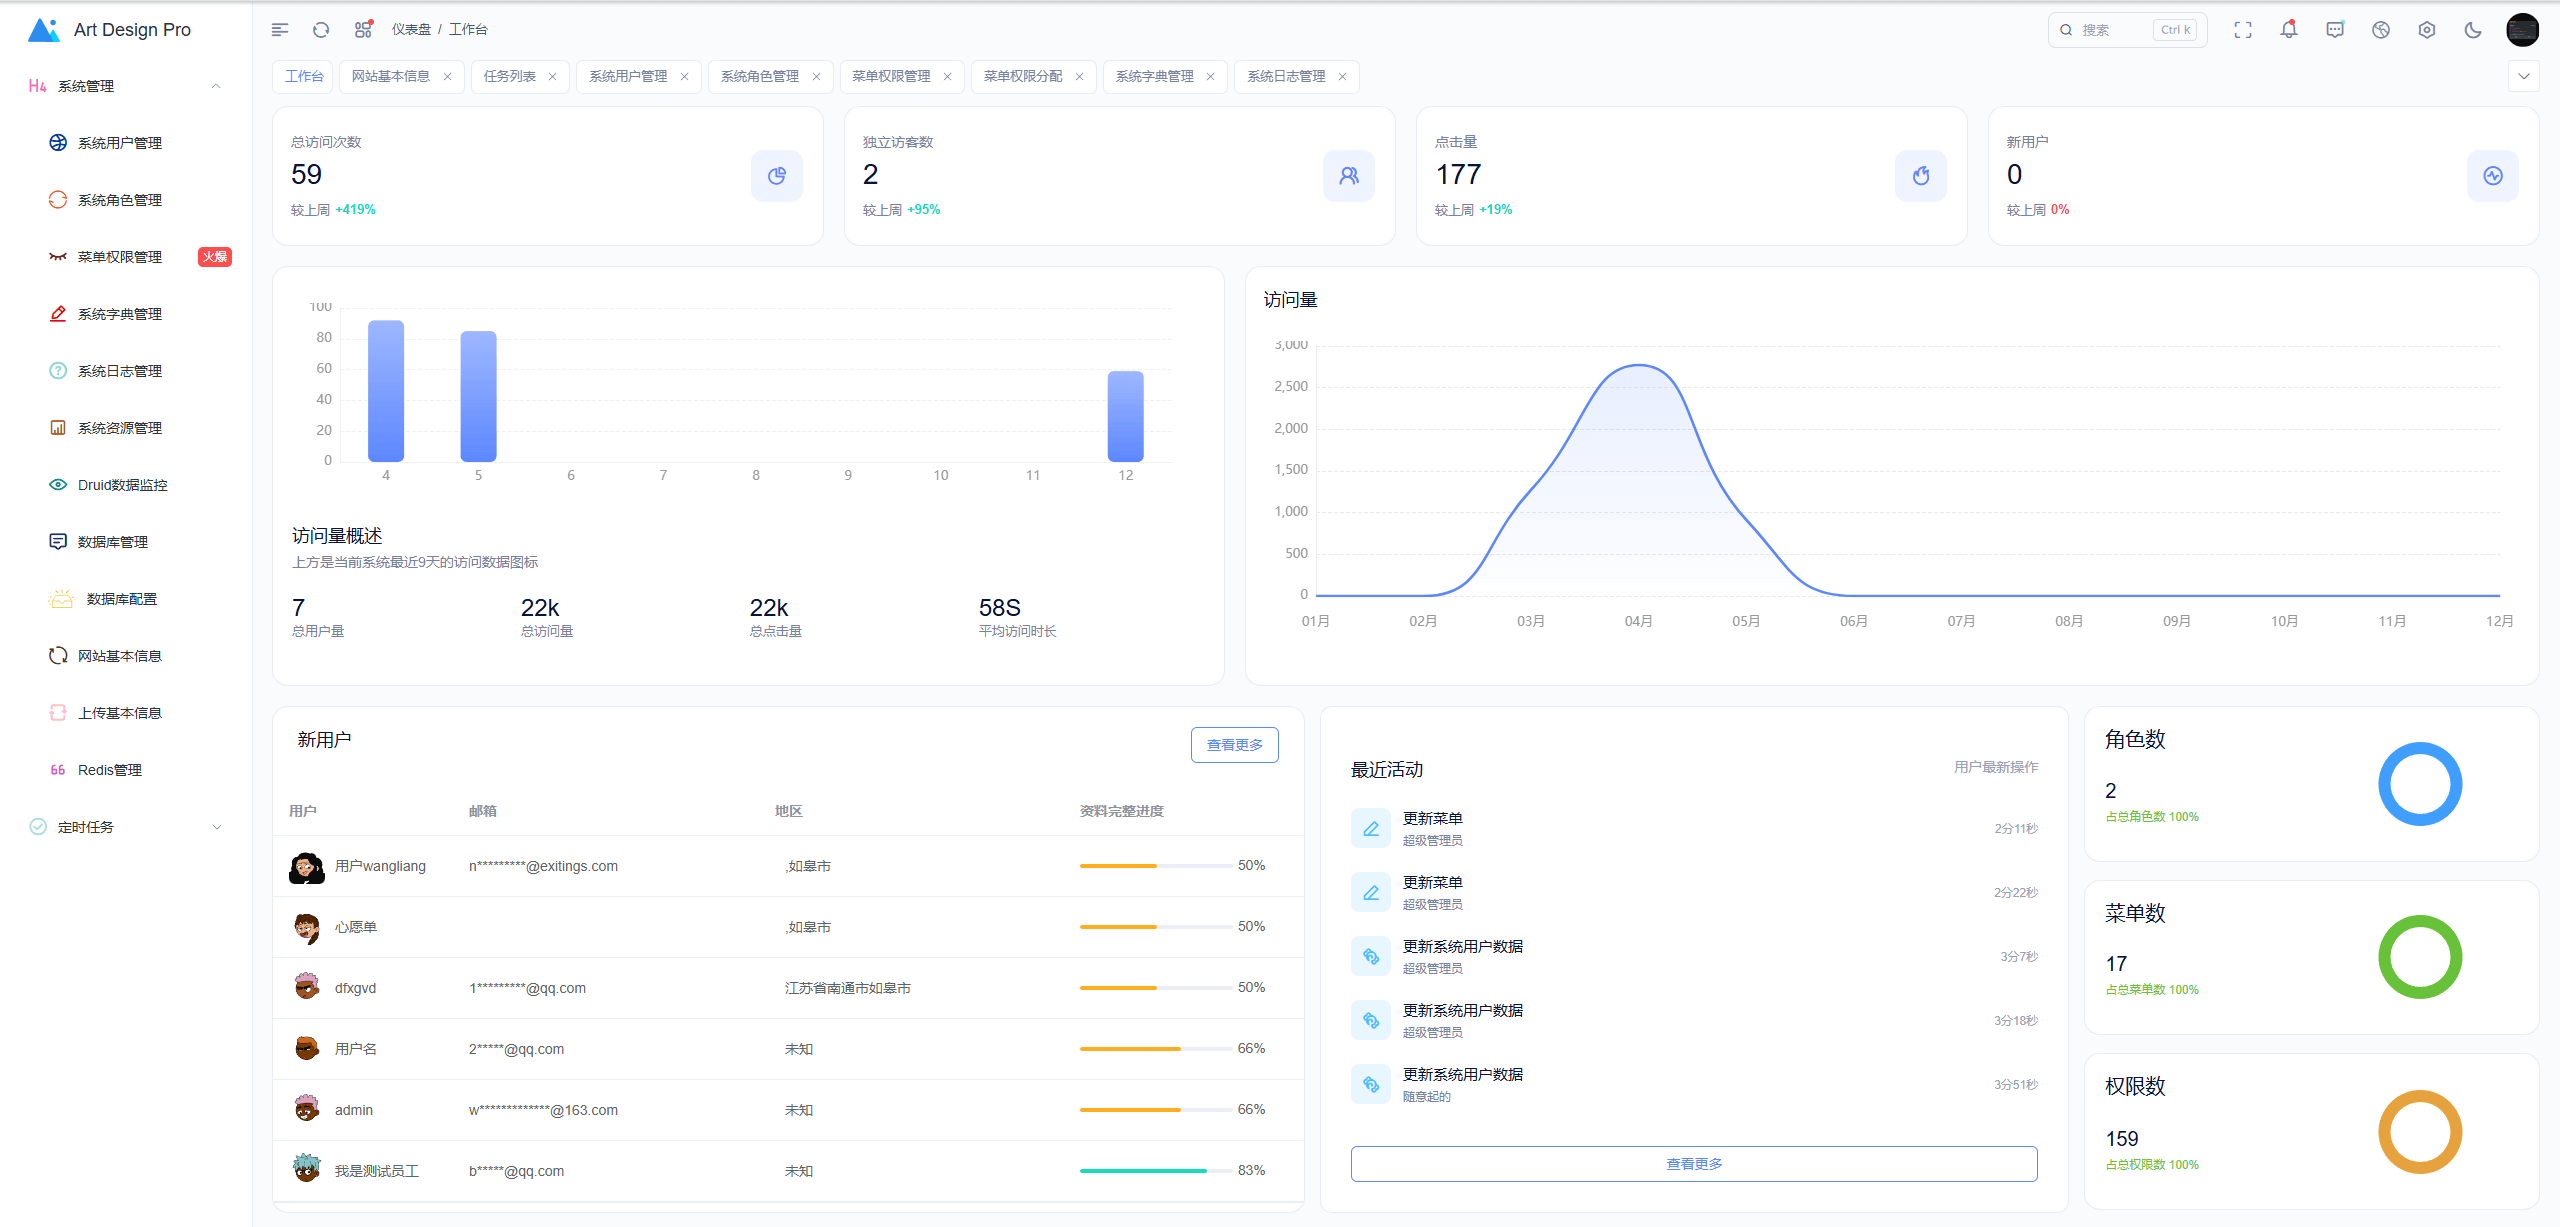 Art Design Pro
仪表盘 / 工作台
搜索 Ctrl k
系统管理
系统用户管理
系统角色管理
菜单权限管理 火爆
系统字典管理
系统日志管理
系统资源管理
Druid数据监控
数据库管理
数据库配置
网站基本信息
上传基本信息
Redis管理
定时任务
工作台 网站基本信息 任务列表 系统用户管理 系统角色管理 菜单权限管理 菜单权限分配 系统字典管理 系统日志管理
总访问次数
59
较上周 +419%
独立访客数
2
较上周 +95%
点击量
177
较上周 +19%
新用户
0
较上周 0%
100
80
60
40
20
0
4 5 6 7 8 9 10 11 12
访问量概述
上方是当前系统最近9天的访问数据图标
7 22k 22k 58S
总用户量 总访问量 总点击量 平均访问时长
访问量
3,000
2,500
2,000
1,500
1,000
500
0
01月 02月 03月 04月 05月 06月 07月 08月 09月 10月 11月 12月
新用户 查看更多
用户 邮箱 地区 资料完整进度
用户wangliang n*********@exitings.com ,如皋市 50%
心愿单 ,如皋市 50%
dfxgvd 1*********@qq.com 江苏省南通市如皋市 50%
用户名 2*****@qq.com 未知 66%
admin w*************@163.com 未知 66%
我是测试员工 b*****@qq.com 未知 83%
最近活动 用户最新操作
更新菜单
超级管理员 2分11秒
更新菜单
超级管理员 2分22秒
更新系统用户数据
超级管理员 3分7秒
更新系统用户数据
超级管理员 3分18秒
更新系统用户数据
随意起的 3分51秒
查看更多
角色数
2
占总角色数 100%
菜单数
17
占总菜单数 100%
权限数
159
占总权限数 100%